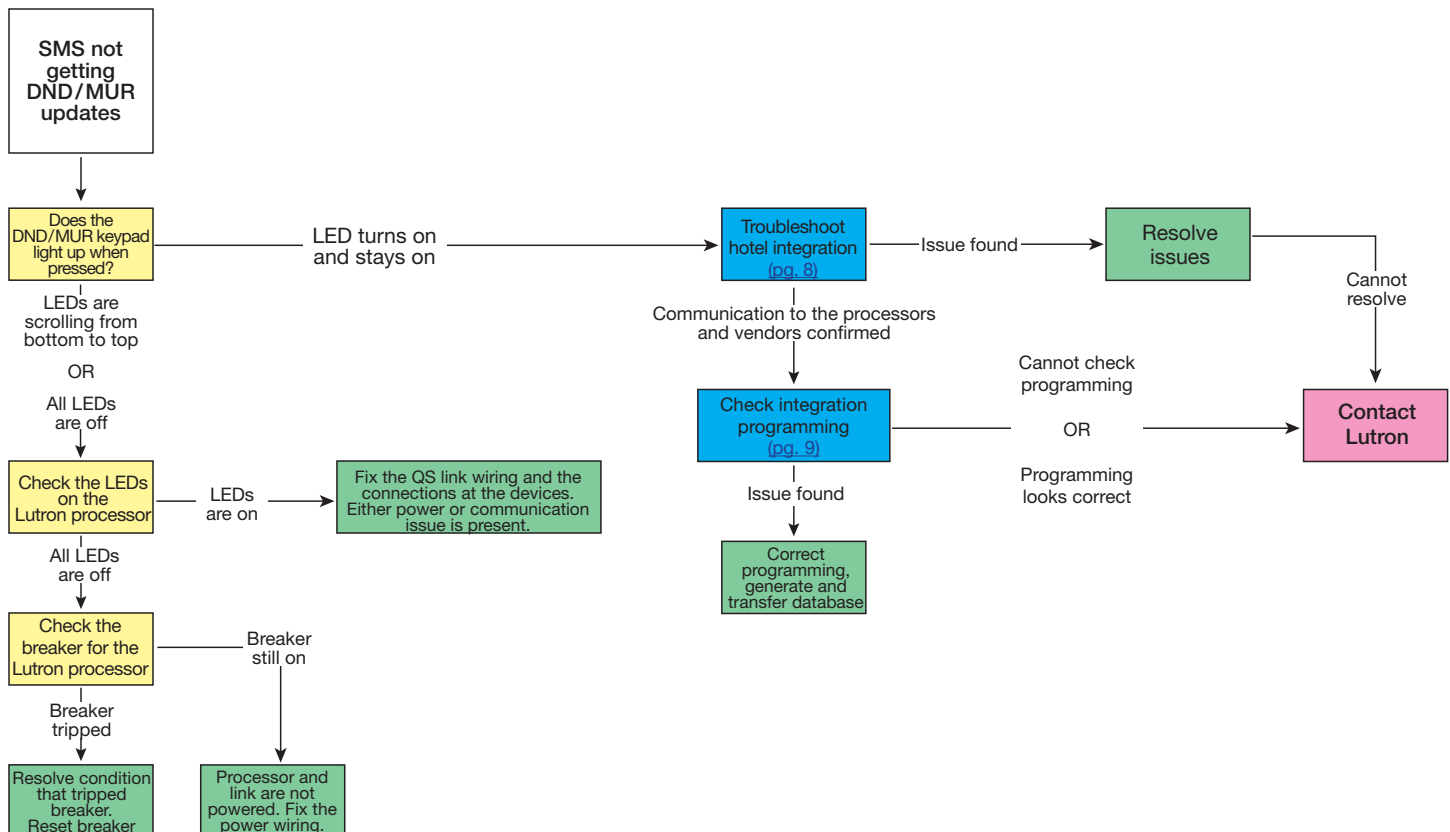 SMS not
getting
DND/MUR
updates
Does the
DND/MUR keypad
light up when
pressed?
LED turns on
and stays on
Troubleshoot
hotel integration
(pg. 8)
Issue found
Resolve
issues
Cannot
resolve
LEDs are
scrolling from
bottom to top
OR
All LEDs
are off
Communication to the processors
and vendors confirmed
Check integration
programming
(pg. 9)
Cannot check
programming
OR
Programming
looks correct
Contact
Lutron
Check the LEDs
on the
Lutron processor
LEDs
are on
Fix the QS link wiring and the
connections at the devices.
Either power or communication
issue is present.
Issue found
Correct
programming,
generate and
transfer database
All LEDs
are off
Check the
breaker for the
Lutron processor
Breaker
still on
Breaker
tripped
Resolve condition
that tripped
breaker.
Reset breaker
Processor and
link are not
powered. Fix the
power wiring.